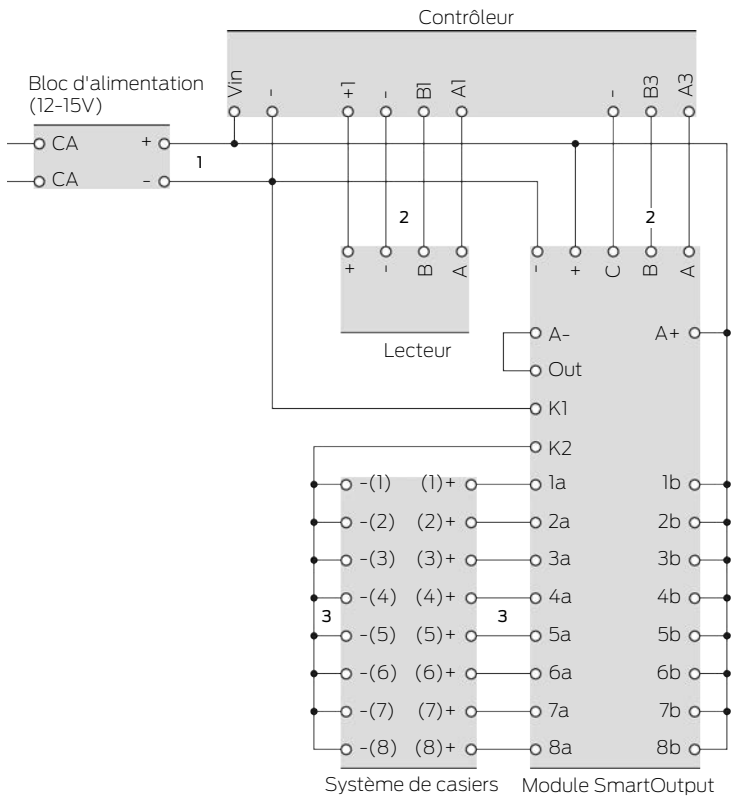 Contrôleur
Vin - +1 - B1 A1 - B3 A3
Bloc d'alimentation
(12-15V)
CA +
CA -
1
2
2
+ - B A
Lecteur
- + C B A
A- A+
Out
K1
K2
-(1) (1)+ 1a 1b
-(2) (2)+ 2a 2b
-(3) (3)+ 3a 3b
-(4) (4)+ 4a 4b
3
3
-(5) (5)+ 5a 5b
-(6) (6)+ 6a 6b
-(7) (7)+ 7a 7b
-(8) (8)+ 8a 8b
Système de casiers Module SmartOutput